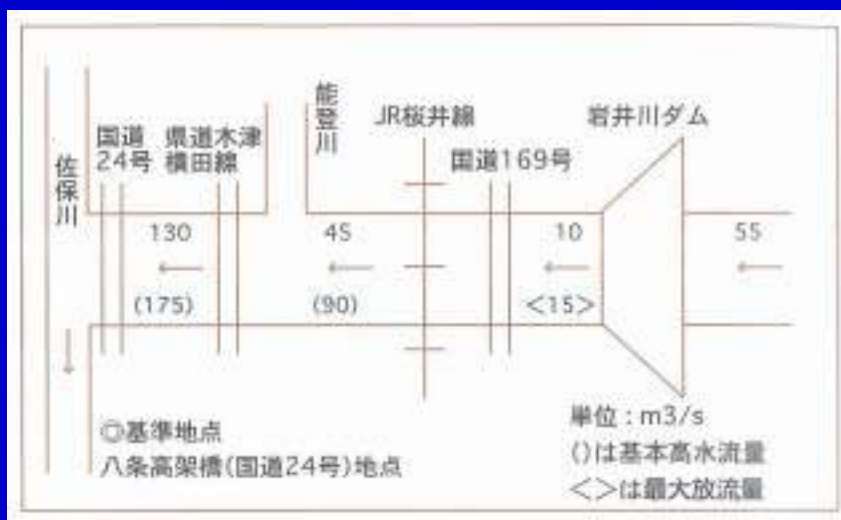 能登川
JR桜井線
岩井川ダム
国道
24号
県道木津
横田線
国道169号
佐保川
130
45
10
55
(175)
(90)
<15>
◎基準地点
八条高架橋(国道24号)地点
単位:m3/s
()は基本高水流量
<>は最大放流量